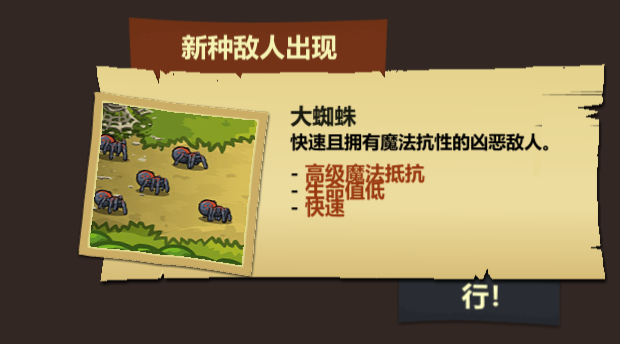 新种敌人出现
大蜘蛛
快速且拥有魔法抗性的凶恶敌人。
- 高级魔法抵抗
- 生命值低
- 快速
行！